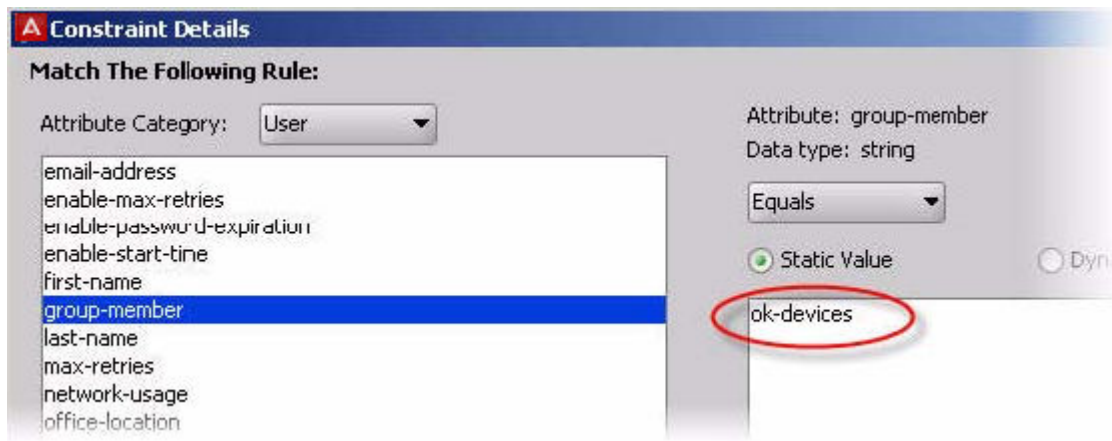 Constraint Details
Match The Following Rule:
Attribute Category: User
email-address
enable-max-retries
enable-password-expiration
enable-start-time
first-name
group-member
last-name
max-retries
network-usage
office-location
Attribute: group-member
Data type: string
Equals
Static Value
Dyn
ok-devices